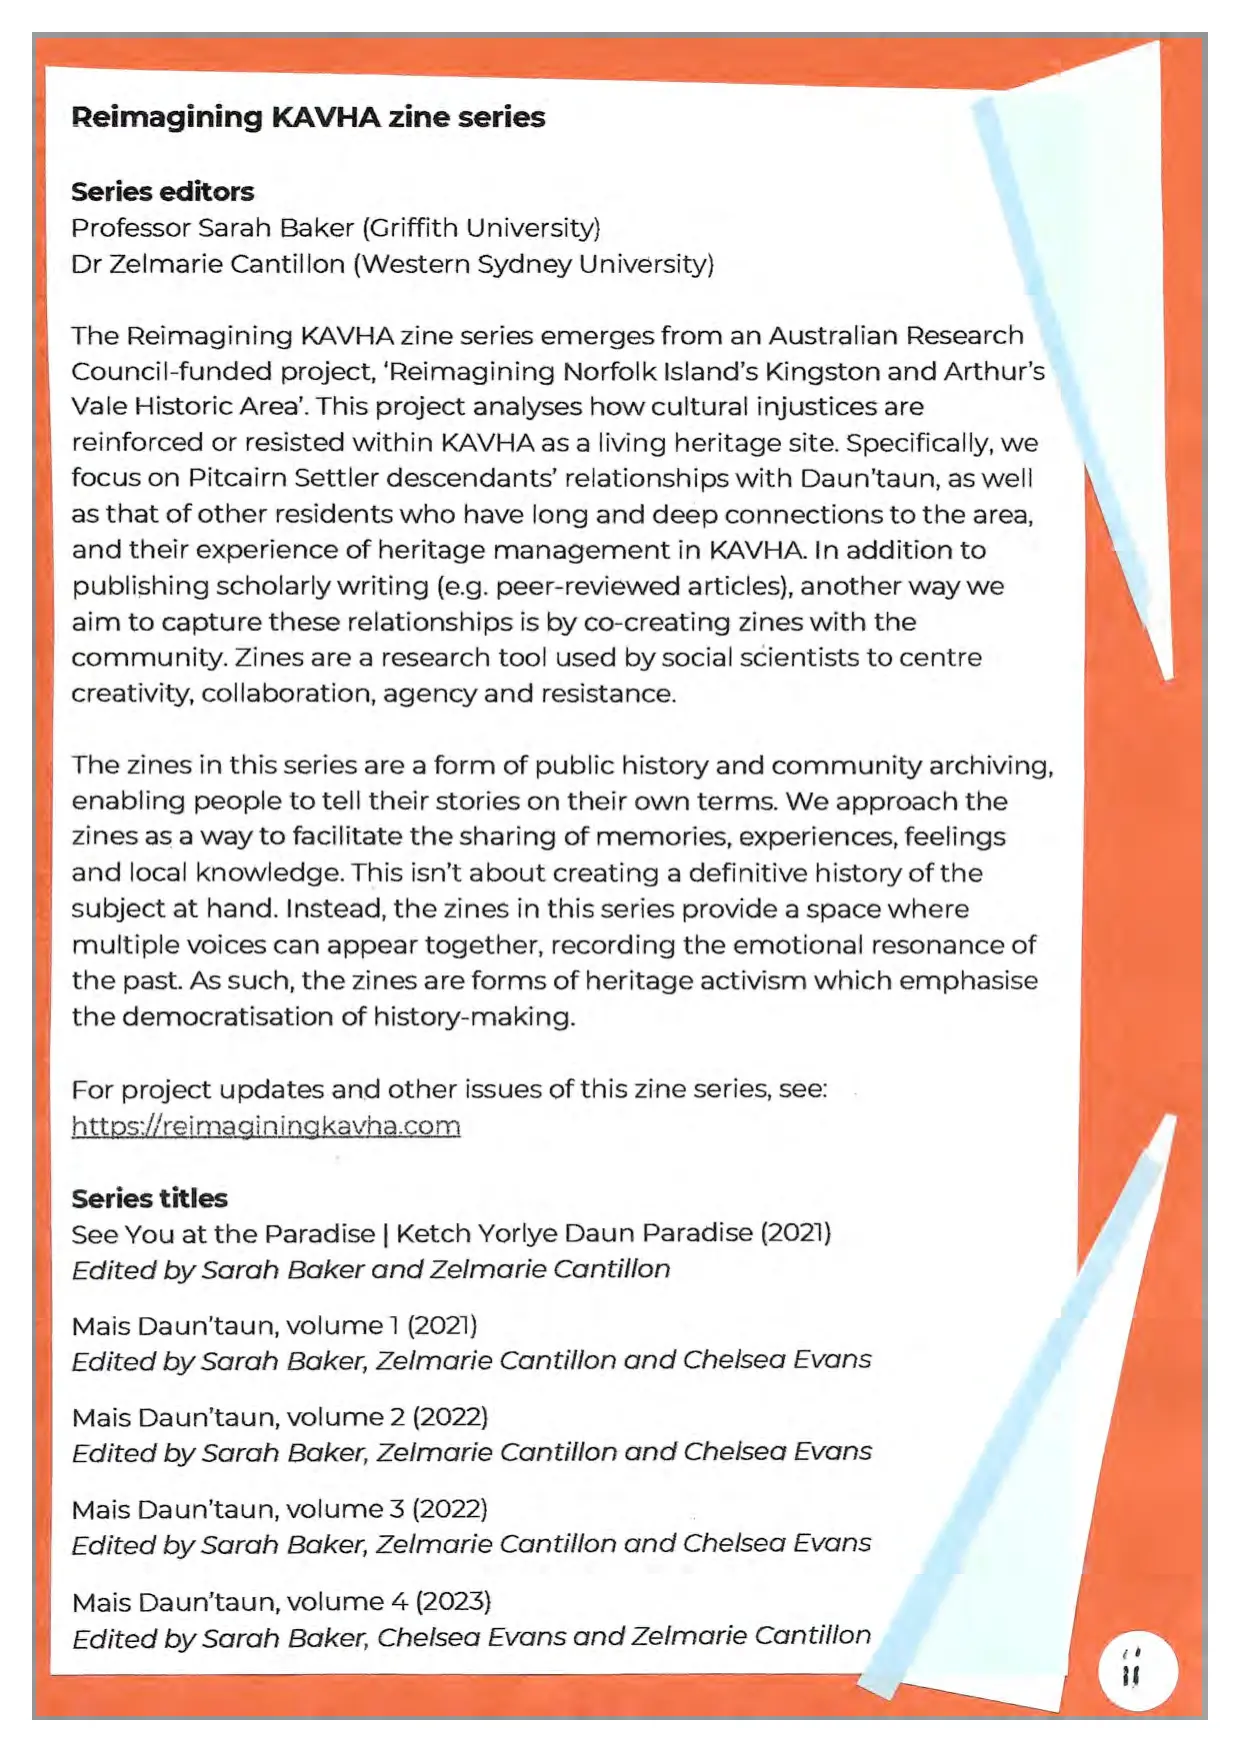 Reimagining KAVHA zine series
Series editors
Professor Sarah Baker (Griffith University)
Dr Zelmarie Cantillon (Western Sydney University)
The Reimagining KAVHA zine series emerges from an Australian Research
Council-funded project, ‘Reimagining Norfolk Island’s Kingston and Arthur’s
Vale Historic Area’. This project analyses how cultural injustices are
reinforced or resisted within KAVHA as a living heritage site. Specifically, we
focus on Pitcairn Settler descendants’ relationships with Daun’taun, as well
as that of other residents who have long and deep connections to the area,
and their experience of heritage management in KAVHA. In addition to
publishing scholarly writing (e.g. peer-reviewed articles), another way we
aim to capture these relationships is by co-creating zines with the
community. Zines are a research tool used by social scientists to centre
creativity, collaboration, agency and resistance.
The zines in this series are a form of public history and community archiving,
enabling people to tell their stories on their own terms. We approach the
zines as a way to facilitate the sharing of memories, experiences, feelings
and local knowledge. This isn’t about creating a definitive history of the
subject at hand. Instead, the zines in this series provide a space where
multiple voices can appear together, recording the emotional resonance of
the past. As such, the zines are forms of heritage activism which emphasise
the democratisation of history-making.
For project updates and other issues of this zine series, see:
https://reimaginingkavha.com
Series titles
See You at the Paradise | Ketch Yorlye Daun Paradise (2021)
Edited by Sarah Baker and Zelmarie Cantillon
Mais Daun’taun, volume 1 (2021)
Edited by Sarah Baker, Zelmarie Cantillon and Chelsea Evans
Mais Daun’taun, volume 2 (2022)
Edited by Sarah Baker, Zelmarie Cantillon and Chelsea Evans
Mais Daun’taun, volume 3 (2022)
Edited by Sarah Baker, Zelmarie Cantillon and Chelsea Evans
Mais Daun’taun, volume 4 (2023)
Edited by Sarah Baker, Chelsea Evans and Zelmarie Cantillon
ii